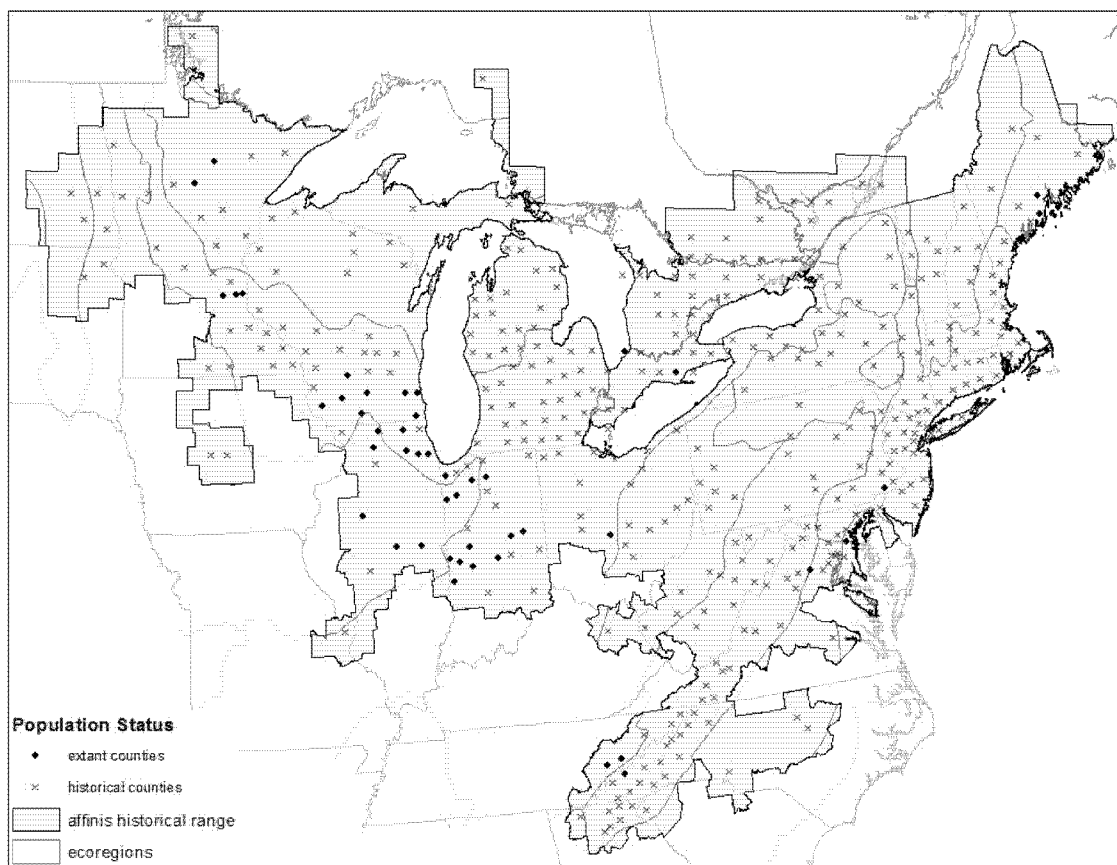 Population Status
extant counties
historical counties
affinis historical range
ecoregions